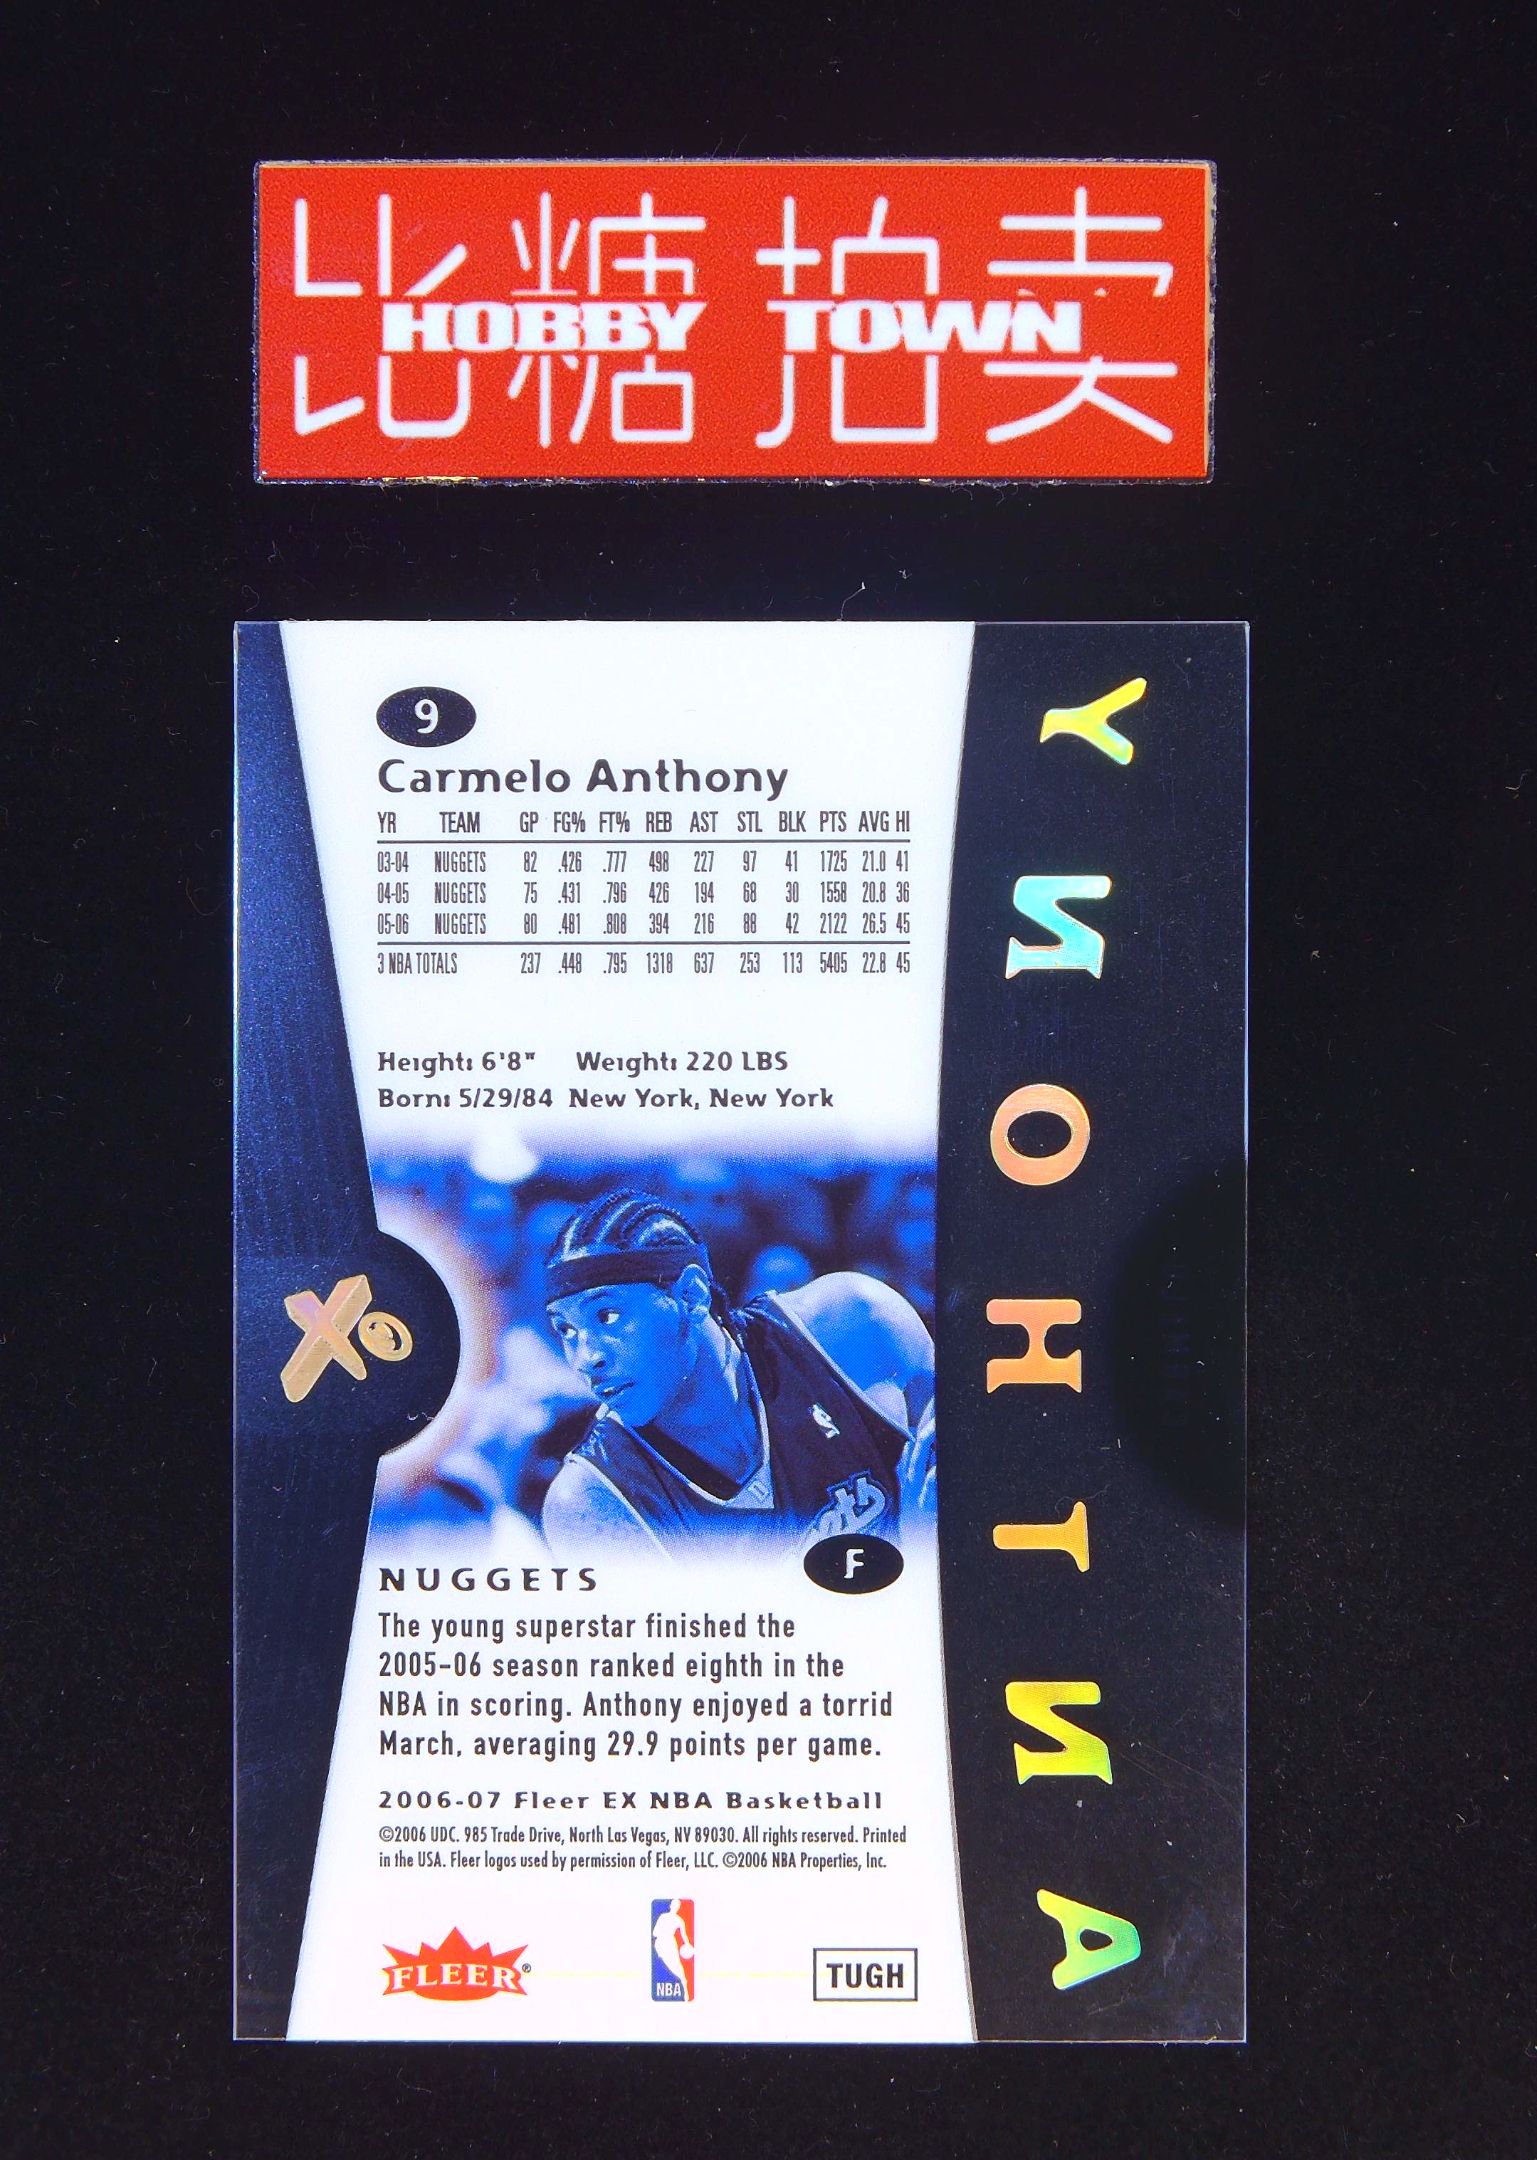 比糖拍卖
HOBBY TOWN
9
Carmelo Anthony
YR TEAM GP FG% FT% REB AST STL BLK PTS AVG HI
03-04 NUGGETS 82 .426 .777 498 227 97 41 1725 21.0 41
04-05 NUGGETS 75 .431 .796 426 194 68 30 1558 20.8 36
05-06 NUGGETS 80 .481 .808 394 216 88 42 2122 26.5 45
3 NBA TOTALS 237 .448 .795 1318 637 253 113 5405 22.8 45
Height: 6'8" Weight: 220 LBS
Born: 5/29/84 New York, New York
X
NUGGETS
F
The young superstar finished the
2005-06 season ranked eighth in the
NBA in scoring. Anthony enjoyed a torrid
March, averaging 29.9 points per game.
2006-07 Fleer EX NBA Basketball
©2006 UDC. 985 Trade Drive, North Las Vegas, NV 89030. All rights reserved. Printed
in the USA. Fleer logos used by permission of Fleer, LLC. ©2006 NBA Properties, Inc.
FLEER®
NBA
TUGH
ANTHONY